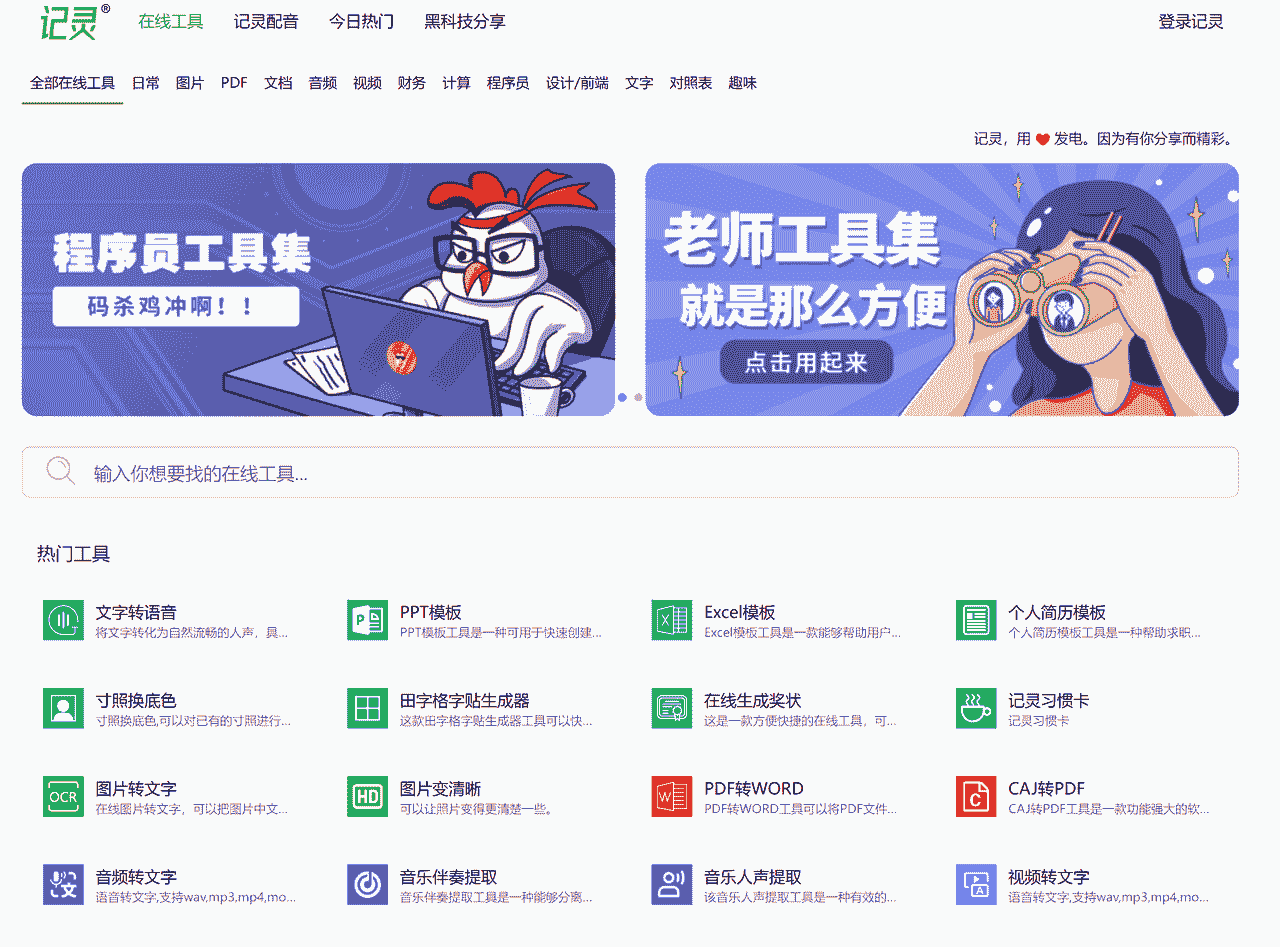 记灵®
在线工具 记灵配音 今日热门 黑科技分享 登录记灵
全部在线工具 日常 图片 PDF 文档 音频 视频 财务 计算 程序员 设计/前端 文字 对照表 趣味
记灵，用 ❤ 发电。因为有你分享而精彩。
程序员工具集
码杀鸡冲啊！！
老师工具集
就是那么方便
点击用起来
输入你想要找的在线工具...
热门工具
文字转语音
将文字转化为自然流畅的人声，具...
PPT模板
PPT模板工具是一种可用于快速创建...
Excel模板
Excel模板工具是一款能够帮助用户...
个人简历模板
个人简历模板工具是一种帮助求职...
寸照换底色
寸照换底色,可以对已有的寸照进行...
田字格字贴生成器
这款田字格字贴生成器工具可以快...
在线生成奖状
这是一款方便快捷的在线工具，可...
记灵习惯卡
记灵习惯卡
OCR
图片转文字
在线图片转文字，可以把图片中文...
HD
图片变清晰
可以让照片变得更清楚一些。
PDF转WORD
PDF转WORD工具可以将PDF文件...
CAJ转PDF
CAJ转PDF工具是一款功能强大的软...
音频转文字
语音转文字,支持wav,mp3,mp4,mo...
音乐伴奏提取
音乐伴奏提取工具是一种能够分离...
音乐人声提取
该音乐人声提取工具是一种有效的...
视频转文字
语音转文字,支持wav,mp3,mp4,mo...